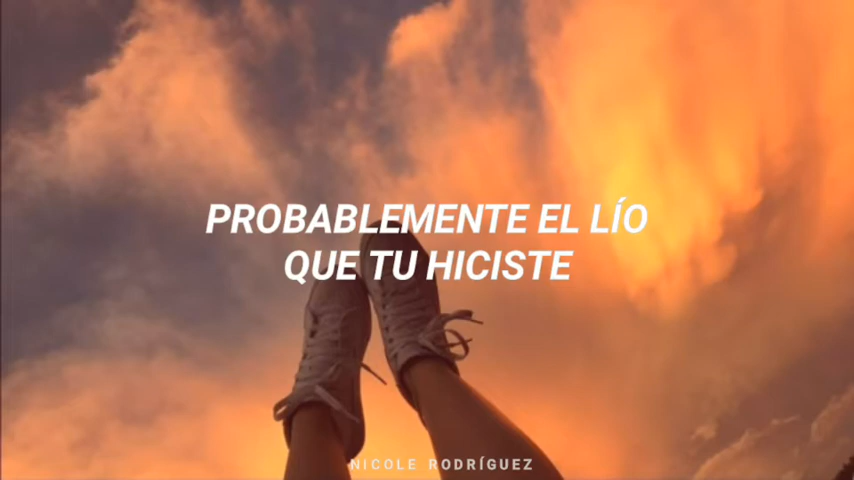 PROBABLEMENTE EL LÍO
QUE TU HICISTE
NICOLE RODRÍGUEZ